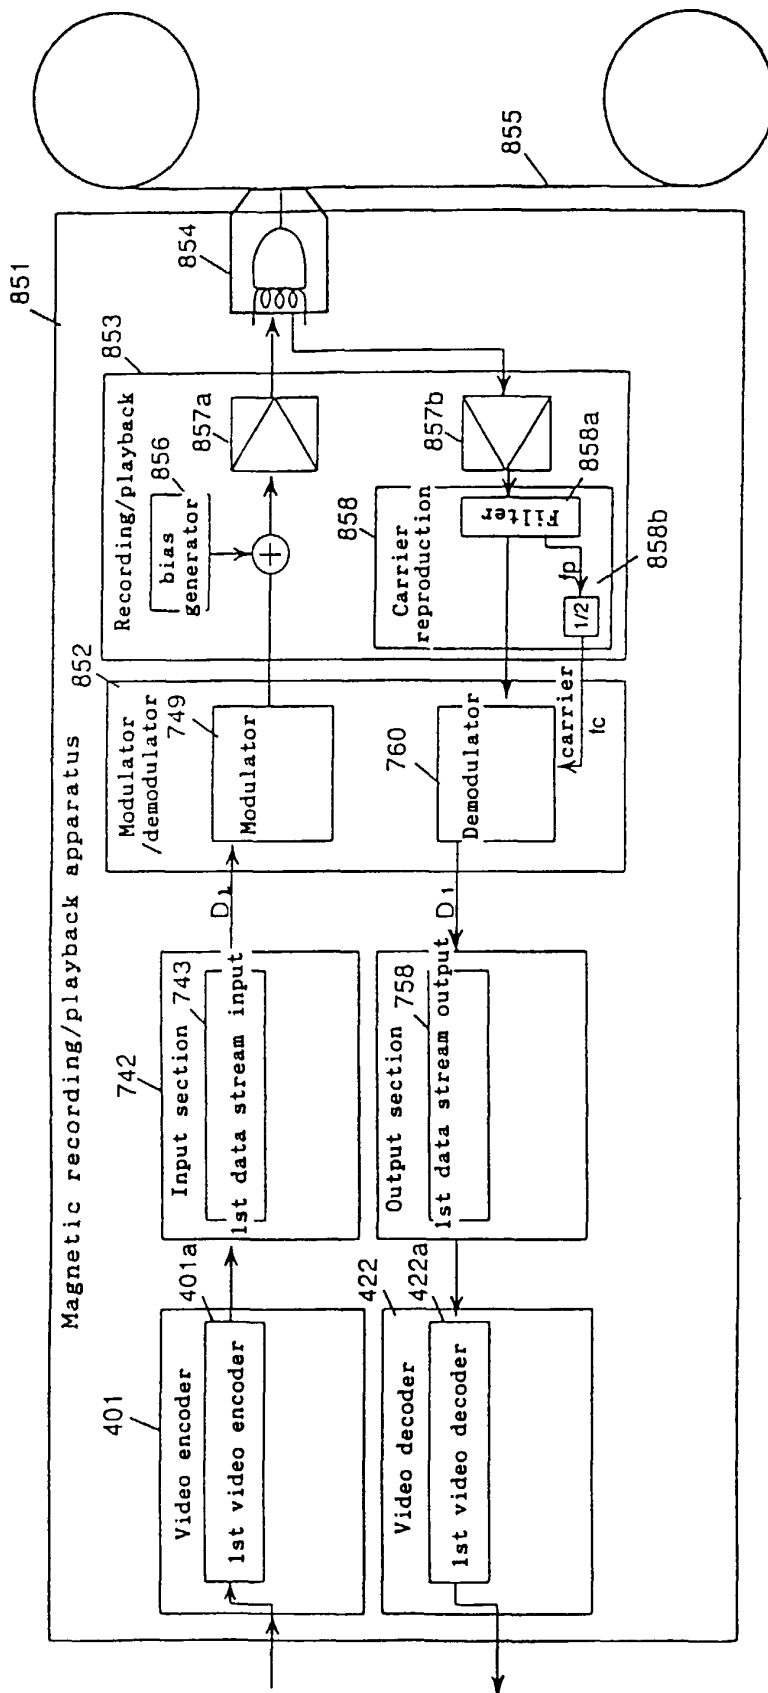 Magnetic recording/playback apparatus
851
Video encoder
401
1st video encoder
401a
Input section
742
743
1st data stream input
D1
Modulator
/demodulator
852
749
Modulator
Recording/playback
853
bias
generator
856
+
857a
854
855
Video decoder
422
422a
1st video decoder
Output section
758
1st data stream output
D1
760
Demodulator
carrier
fc
Carrier
reproduction
858
857b
Filter
858a
fp
1/2
858b